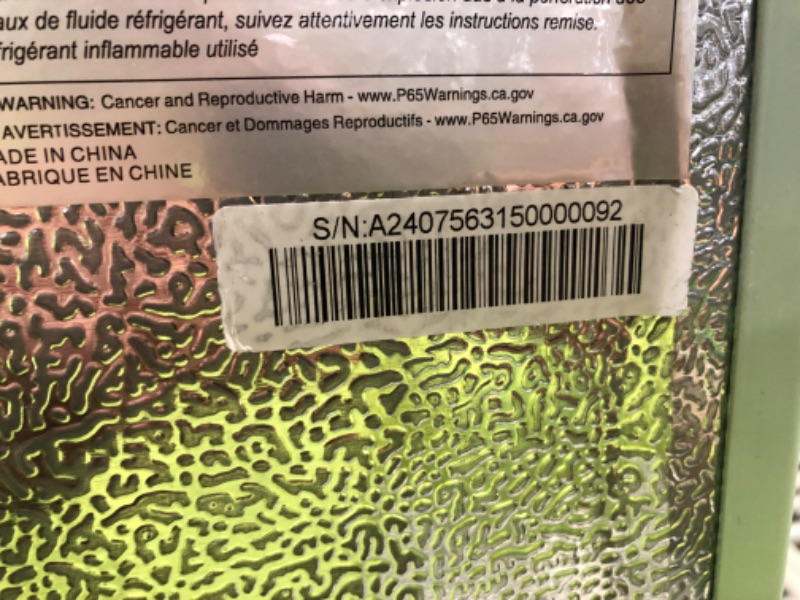 aux de fluide réfrigérant, suivez attentivement les instructions remise.
frigérant inflammable utilisé
WARNING: Cancer and Reproductive Harm - www.P65Warnings.ca.gov
AVERTISSEMENT: Cancer et Dommages Reproductifs - www.P65Warnings.ca.gov
ADE IN CHINA
ABRIQUE EN CHINE
S/N:A2407563150000092